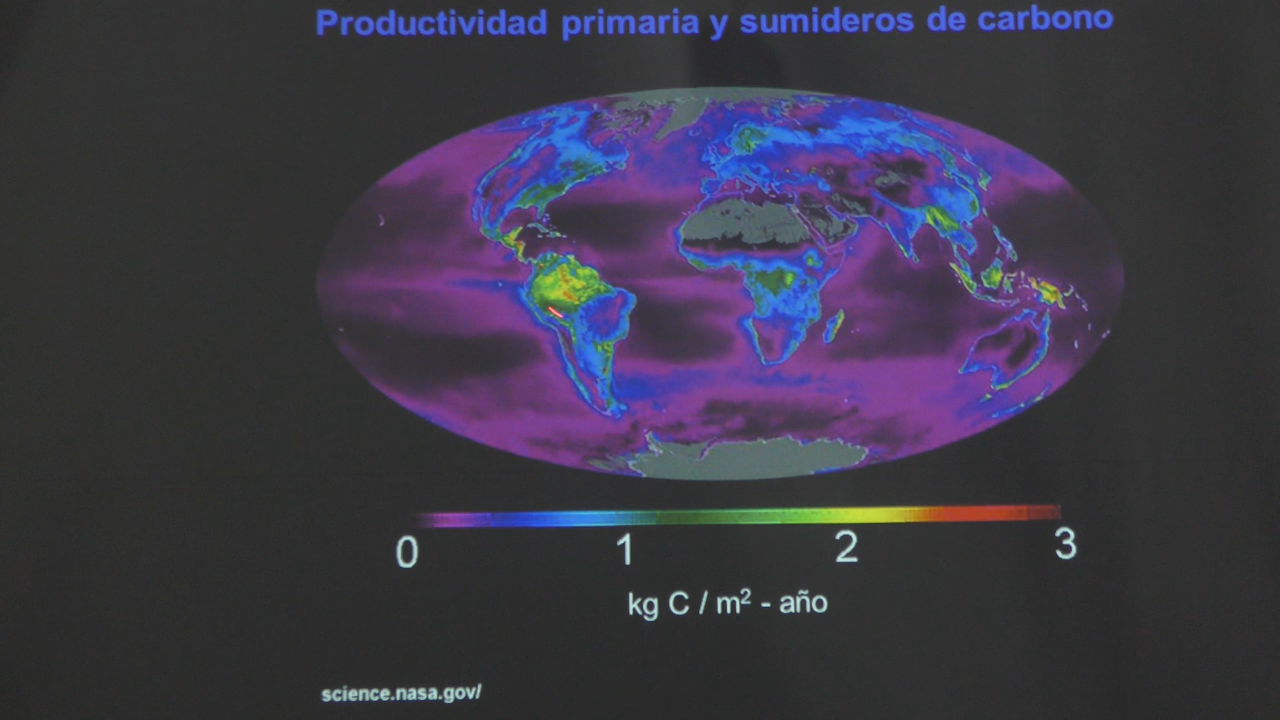 Productividad primaria y sumideros de carbono
0 1 2 3
kg C / m² - año
science.nasa.gov/